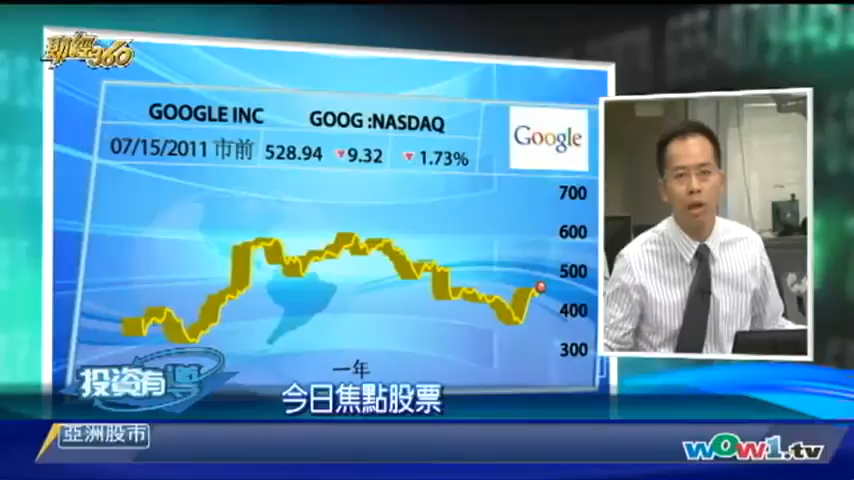 財經360
GOOGLE INC GOOG :NASDAQ
07/15/2011 市前 528.94 ▼9.32 ▼1.73%
Google
700
600
500
400
300
一年
投資有
今日焦點股票
亞洲股市
wow1.tv